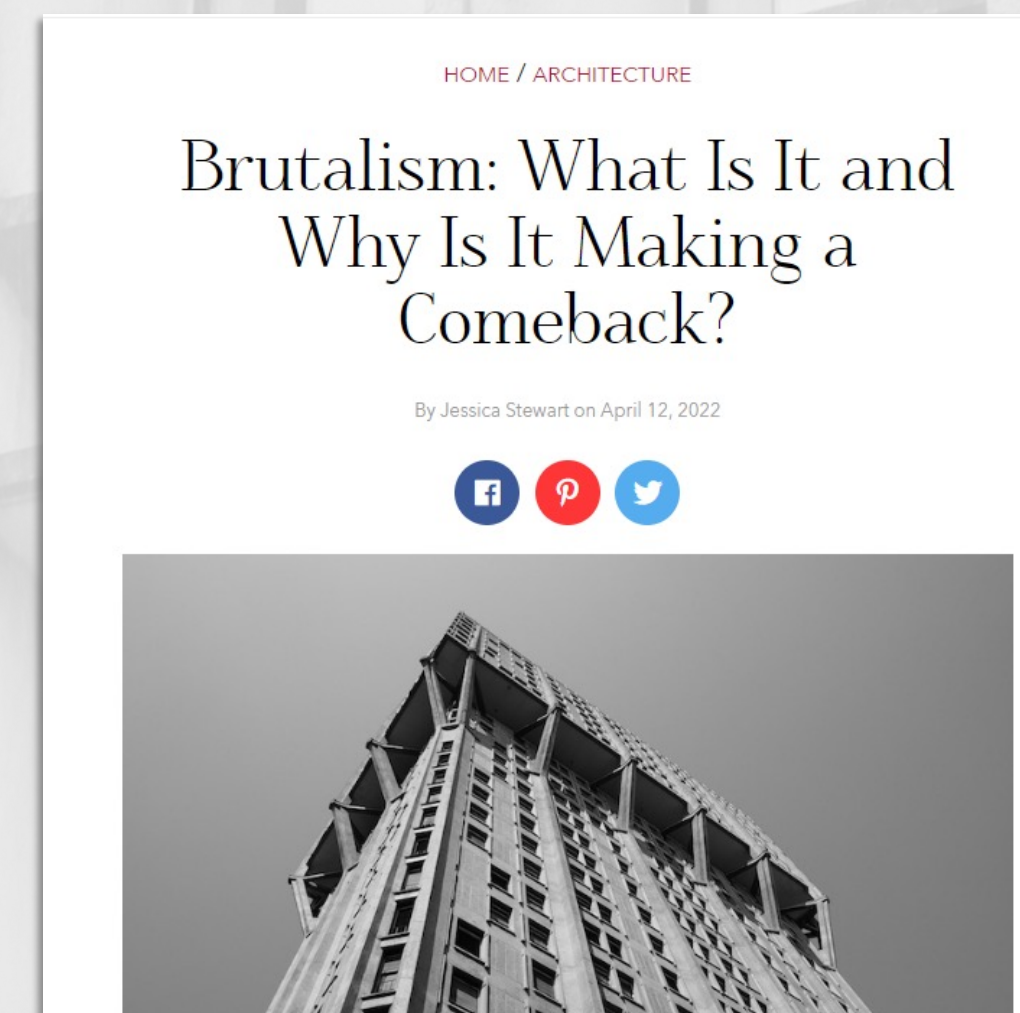 HOME / ARCHITECTURE
Brutalism: What Is It and
Why Is It Making a
Comeback?
By Jessica Stewart on April 12, 2022